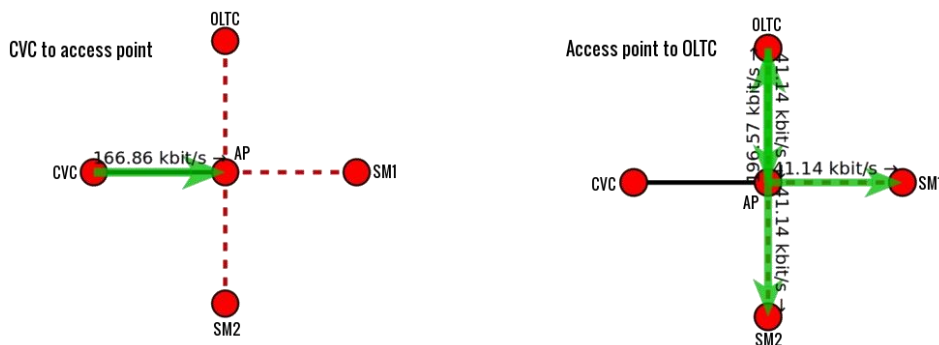 OLTC
CVC to access point
166.86 kbit/s →
AP
CVC
SM1
SM2
OLTC
Access point to OLTC
196.57 kbit/s →
41.14 kbit/s →
41.14 kbit/s →
CVC
SM1
AP
41.14 kbit/s →
SM2